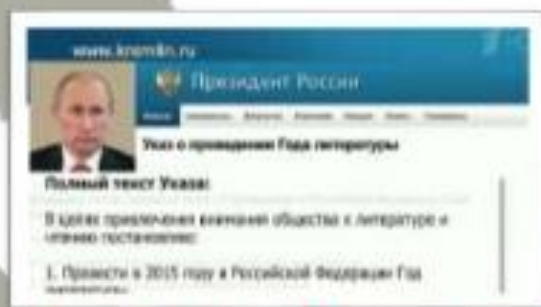 www.kremlin.ru
Президент России
Указ о проведении Года литературы
Полный текст Указа:
В целях привлечения внимания общества к литературе и
чтению постановляю:
1. Провести в 2015 году в Российской Федерации Год